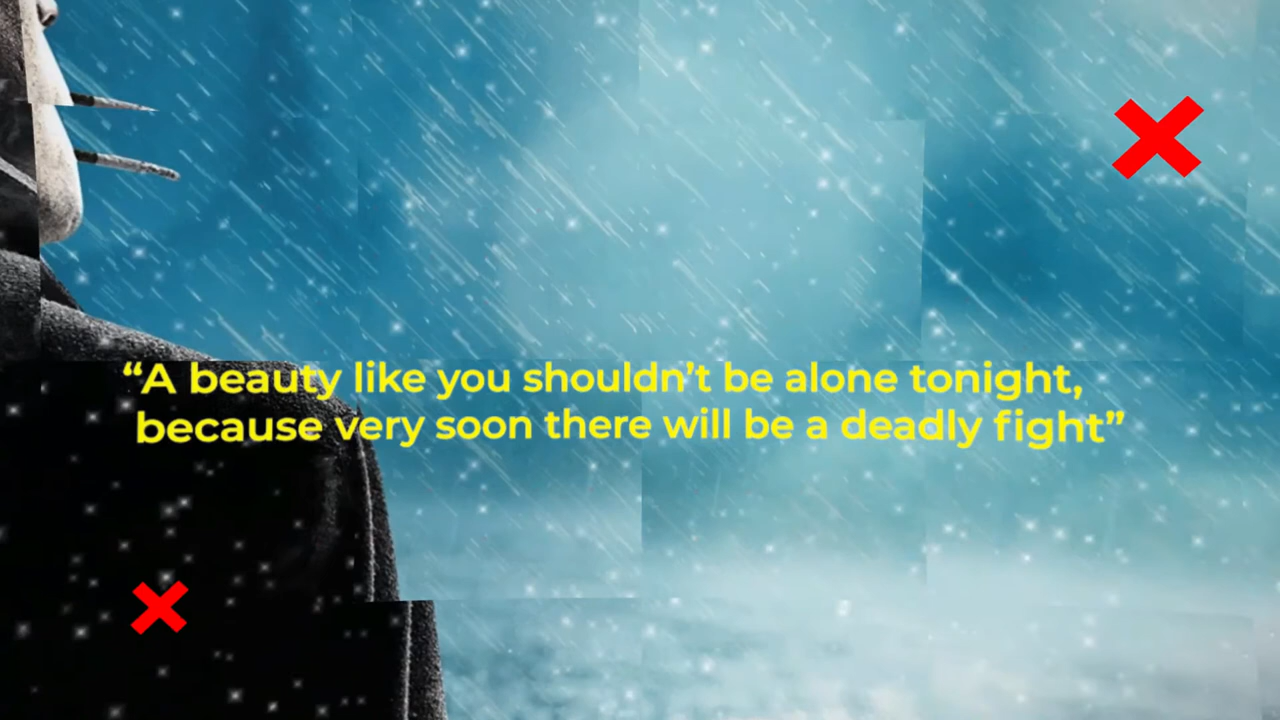 “A beauty like you shouldn’t be alone tonight,
because very soon there will be a deadly fight”